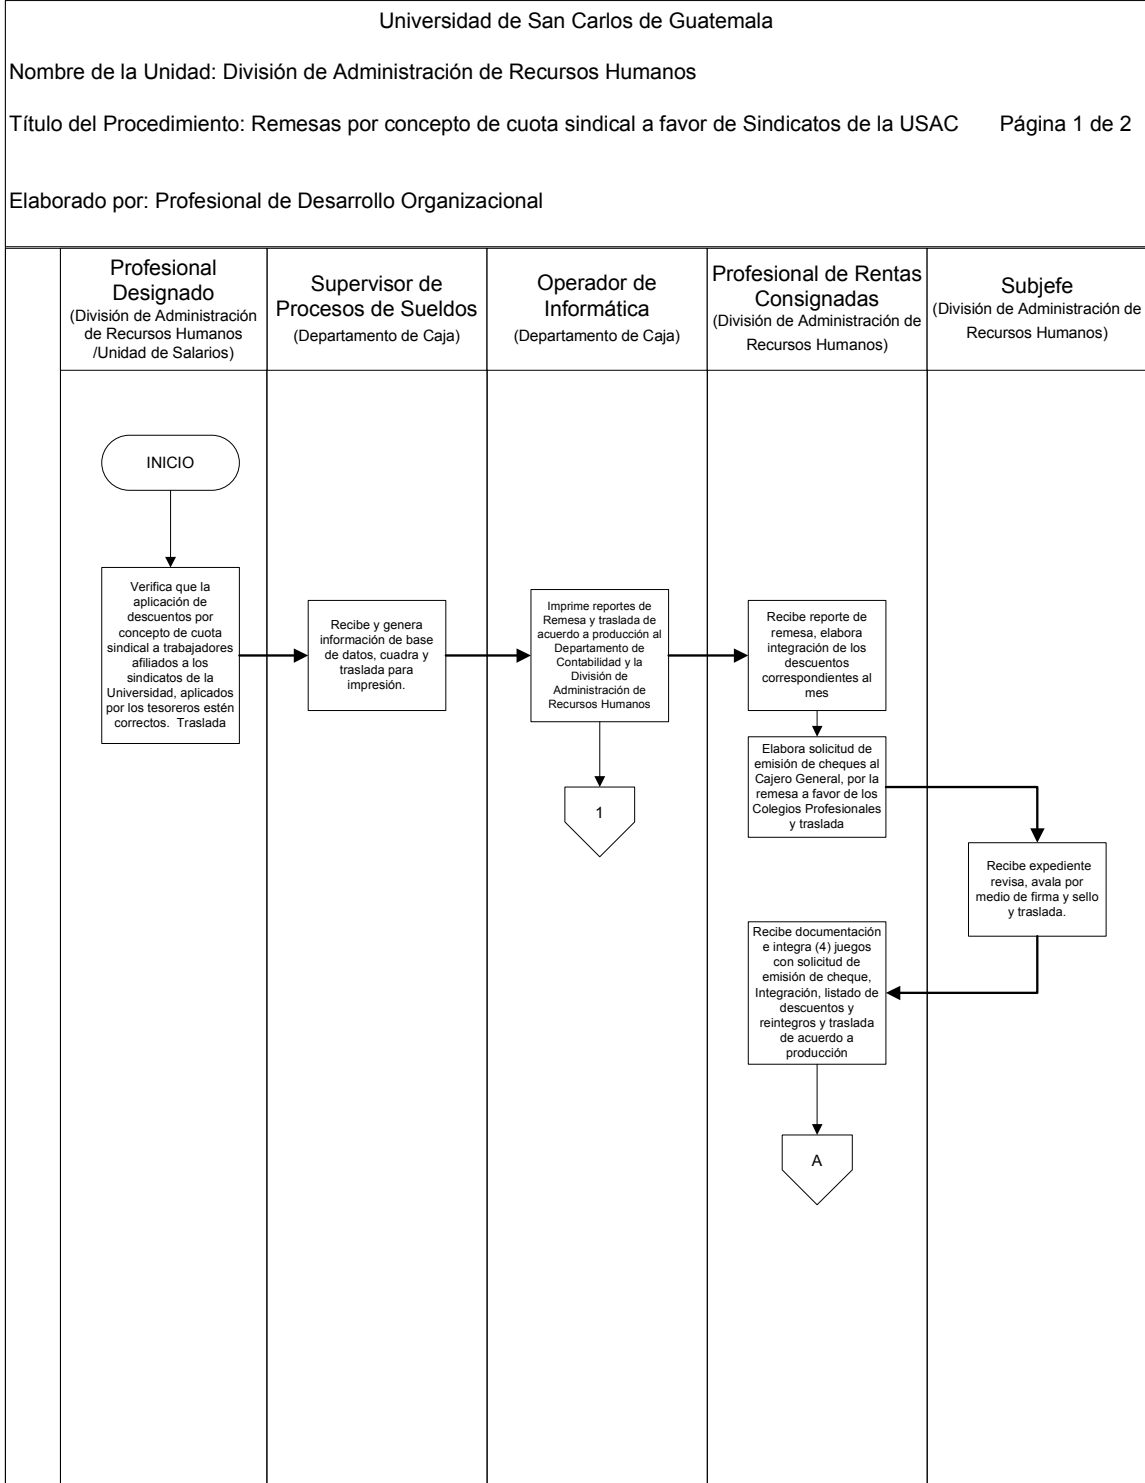 Universidad de San Carlos de Guatemala
Nombre de la Unidad: División de Administración de Recursos Humanos
Título del Procedimiento: Remesas por concepto de cuota sindical a favor de Sindicatos de la USAC Página 1 de 2
Elaborado por: Profesional de Desarrollo Organizacional
Profesional
Designado
(División de Administración
de Recursos Humanos
/Unidad de Salarios)
Supervisor de
Procesos de Sueldos
(Departamento de Caja)
Operador de
Informática
(Departamento de Caja)
Profesional de Rentas
Consignadas
(División de Administración de
Recursos Humanos)
Subjefe
(División de Administración de
Recursos Humanos)
INICIO
Verifica que la
aplicación de
descuentos por
concepto de cuota
sindical a trabajadores
afiliados a los
sindicatos de la
Universidad, aplicados
por los tesoreros estén
correctos. Traslada
Recibe y genera
información de base
de datos, cuadra y
traslada para
impresión.
Imprime reportes de
Remesa y traslada de
acuerdo a producción al
Departamento de
Contabilidad y la
División de
Administración de
Recursos Humanos
1
Recibe reporte de
remesa, elabora
integración de los
descuentos
correspondientes al
mes
Elabora solicitud de
emisión de cheques al
Cajero General, por la
remesa a favor de los
Colegios Profesionales
y traslada
Recibe expediente
revisa, avala por
medio de firma y sello
y traslada.
Recibe documentación
e integra (4) juegos
con solicitud de
emisión de cheque,
Integración, listado de
descuentos y
reintegros y traslada
de acuerdo a
producción
A